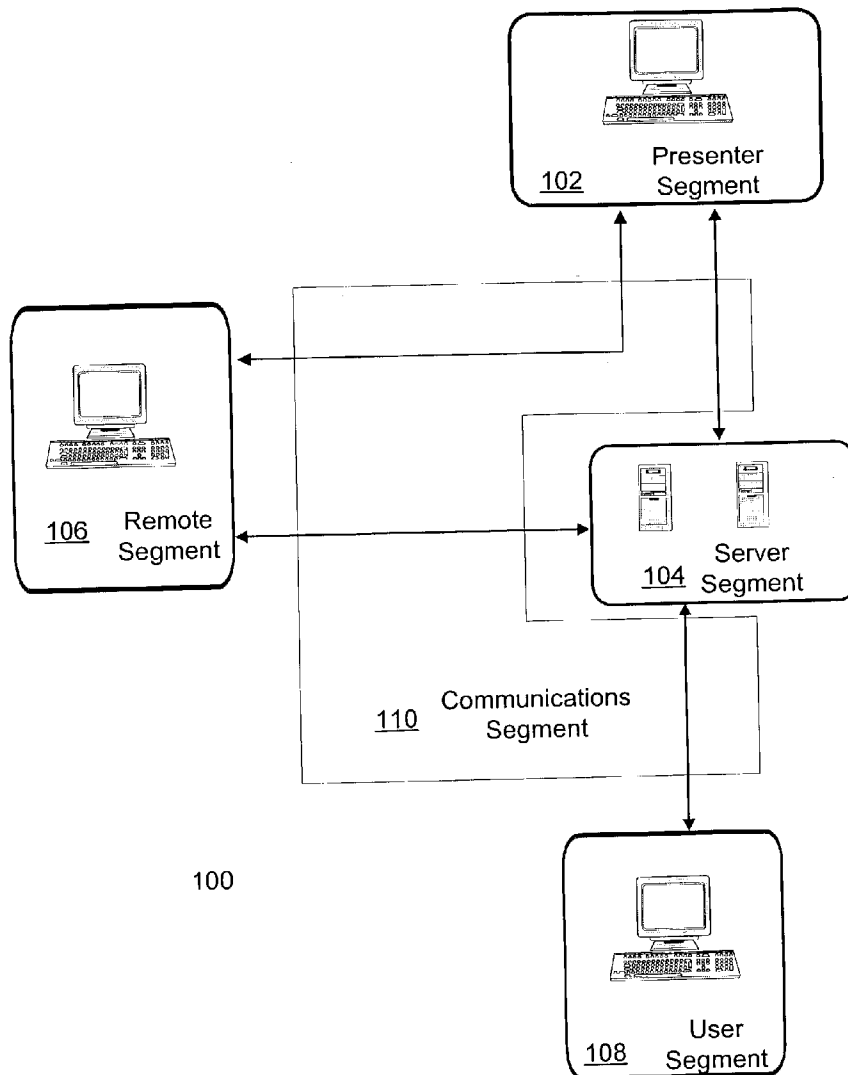 102 Presenter
Segment
106 Remote
Segment
104 Server
Segment
110 Communications
Segment
100
108 User
Segment